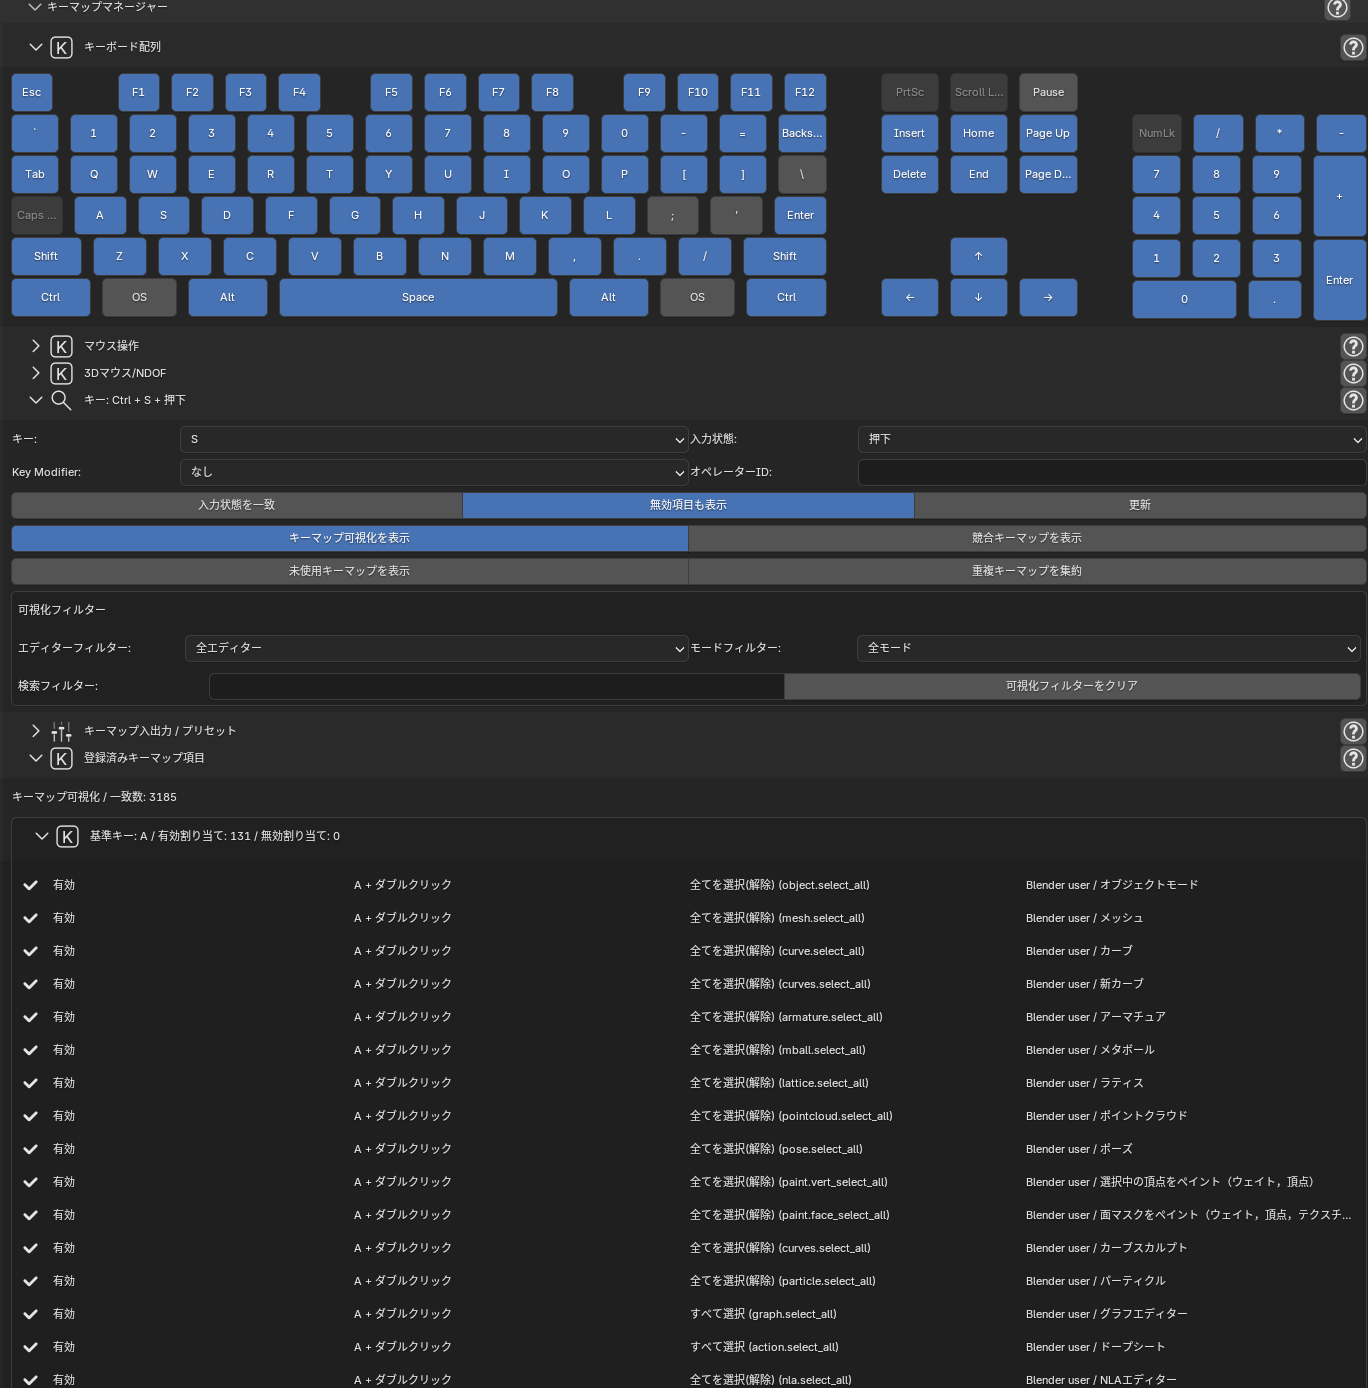 キーマップマネージャー
キーボード配列
Esc F1 F2 F3 F4 F5 F6 F7 F8 F9 F10 F11 F12 PrtSc Scroll L... Pause
` 1 2 3 4 5 6 7 8 9 0 - = Backs... Insert Home Page Up NumLk / * -
Tab Q W E R T Y U I O P [ ] \ Delete End Page D... 7 8 9 +
Caps ... A S D F G H J K L ; ' Enter 4 5 6
Shift Z X C V B N M , . / Shift ↑ 1 2 3 Enter
Ctrl OS Alt Space Alt OS Ctrl ← ↓ → 0 .
マウス操作
3Dマウス/NDOF
キー: Ctrl + S + 押下
キー: S 入力状態: 押下
Key Modifier: なし オペレーターID:
入力状態を一致 無効項目も表示 更新
キーマップ可視化を表示 競合キーマップを表示
未使用キーマップを表示 重複キーマップを集約
可視化フィルター
エディターフィルター: 全エディター モードフィルター: 全モード
検索フィルター: 可視化フィルターをクリア
キーマップ入出力 / プリセット
登録済みキーマップ項目
キーマップ可視化 / 一致数: 3185
基準キー: A / 有効割り当て: 131 / 無効割り当て: 0
有効 A + ダブルクリック 全てを選択(解除) (object.select_all) Blender user / オブジェクトモード
有効 A + ダブルクリック 全てを選択(解除) (mesh.select_all) Blender user / メッシュ
有効 A + ダブルクリック 全てを選択(解除) (curve.select_all) Blender user / カーブ
有効 A + ダブルクリック 全てを選択(解除) (curves.select_all) Blender user / 新カーブ
有効 A + ダブルクリック 全てを選択(解除) (armature.select_all) Blender user / アーマチュア
有効 A + ダブルクリック 全てを選択(解除) (mball.select_all) Blender user / メタボール
有効 A + ダブルクリック 全てを選択(解除) (lattice.select_all) Blender user / ラティス
有効 A + ダブルクリック 全てを選択(解除) (pointcloud.select_all) Blender user / ポイントクラウド
有効 A + ダブルクリック 全てを選択(解除) (pose.select_all) Blender user / ポーズ
有効 A + ダブルクリック 全てを選択(解除) (paint.vert_select_all) Blender user / 選択中の頂点をペイント（ウェイト，頂点）
有効 A + ダブルクリック 全てを選択(解除) (paint.face_select_all) Blender user / 面マスクをペイント（ウェイト，頂点，テクスチ...
有効 A + ダブルクリック 全てを選択(解除) (curves.select_all) Blender user / カーブスカルプト
有効 A + ダブルクリック 全てを選択(解除) (particle.select_all) Blender user / パーティクル
有効 A + ダブルクリック すべて選択 (graph.select_all) Blender user / グラフエディター
有効 A + ダブルクリック すべて選択 (action.select_all) Blender user / ドープシート
有効 A + ダブルクリック 全てを選択(解除) (nla.select_all) Blender user / NLAエディター